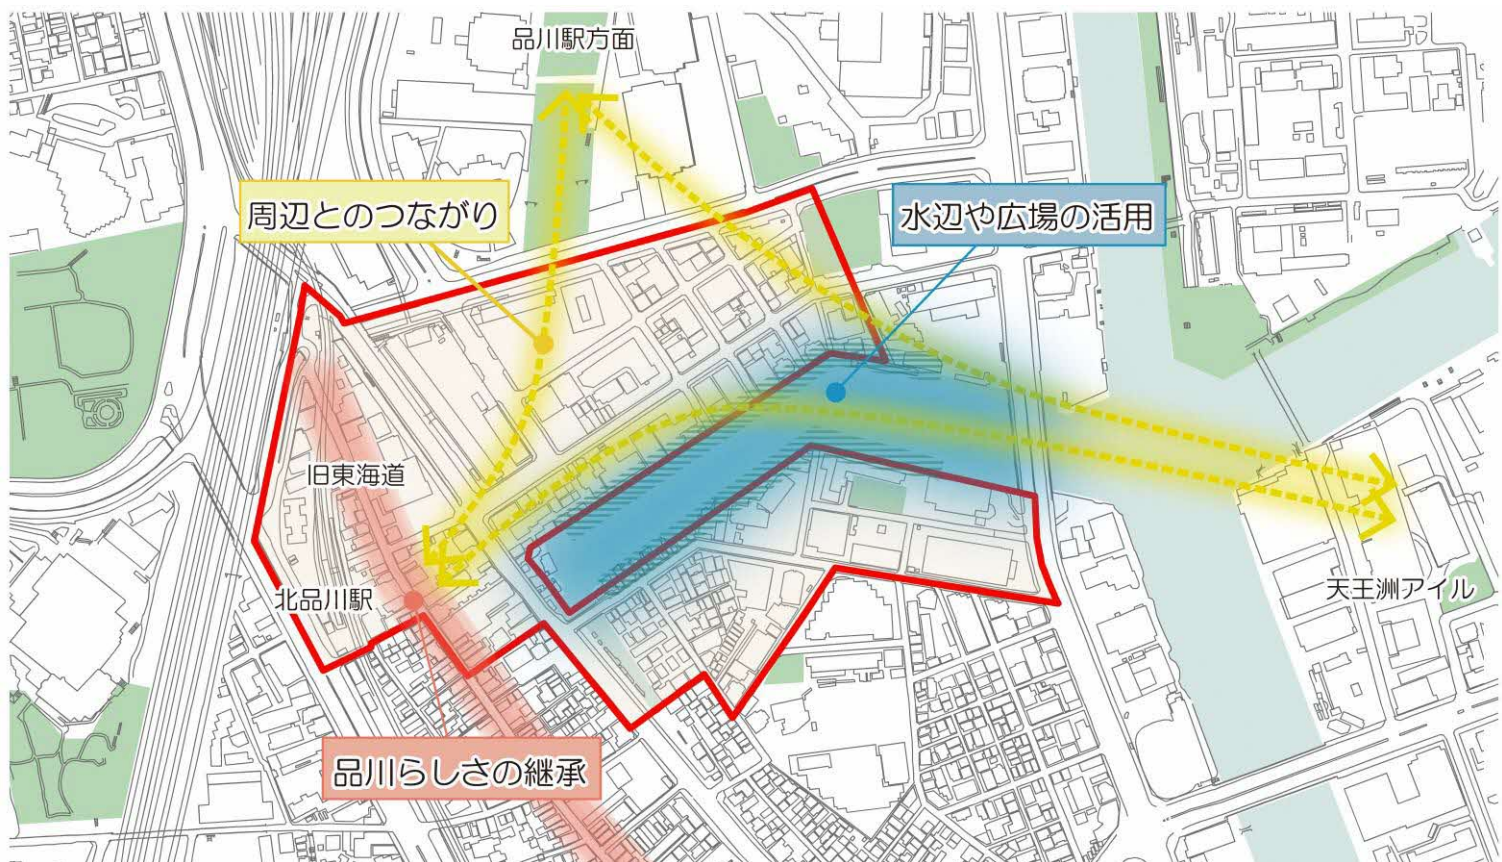 品川駅方面
周辺とのつながり
水辺や広場の活用
旧東海道
北品川駅
天王洲アイル
品川らしさの継承